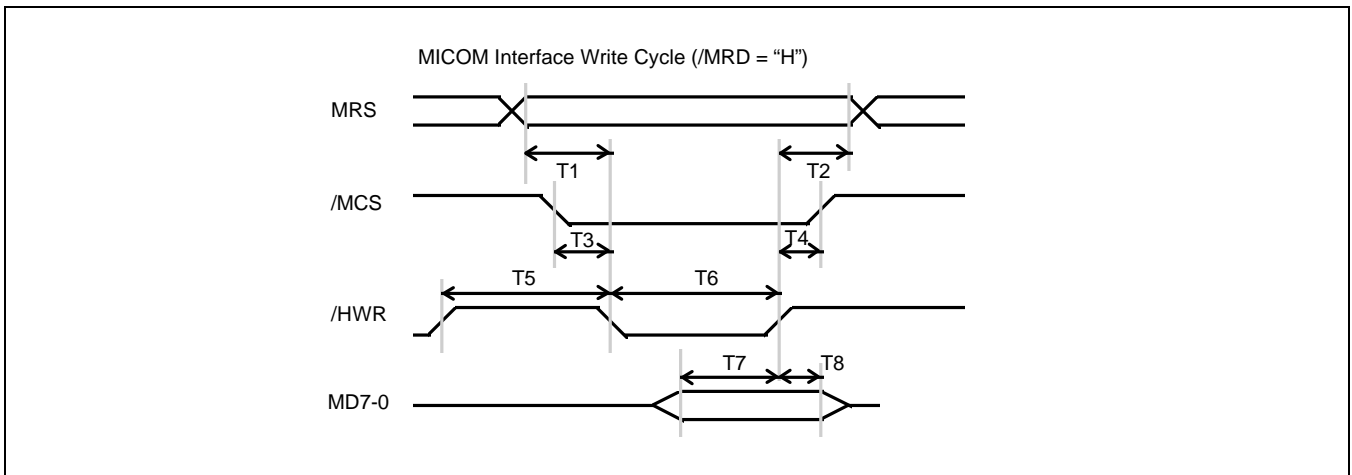 MICOM Interface Write Cycle (/MRD = “H”)
MRS
T1 T2
/MCS
T3 T4
T5 T6
/HWR
T7 T8
MD7-0